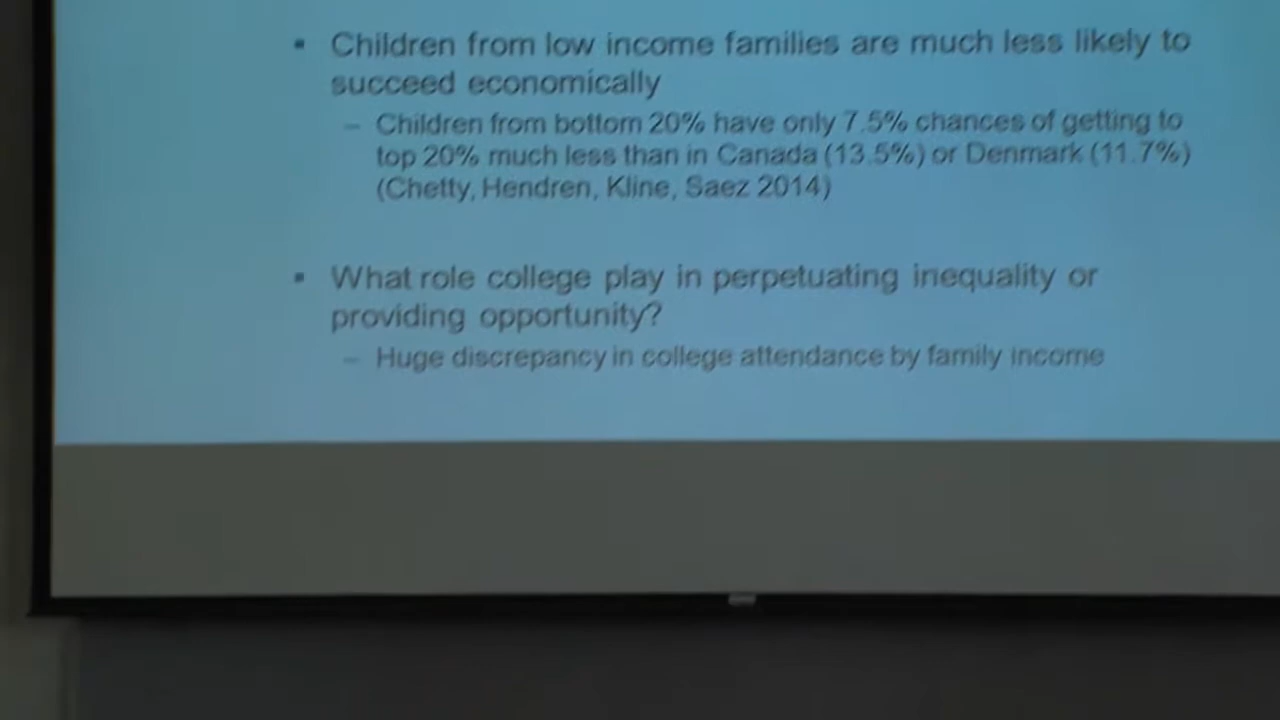 ▪ Children from low income families are much less likely to
succeed economically
– Children from bottom 20% have only 7.5% chances of getting to
top 20% much less than in Canada (13.5%) or Denmark (11.7%)
(Chetty, Hendren, Kline, Saez 2014)
▪ What role college play in perpetuating inequality or
providing opportunity?
– Huge discrepancy in college attendance by family income